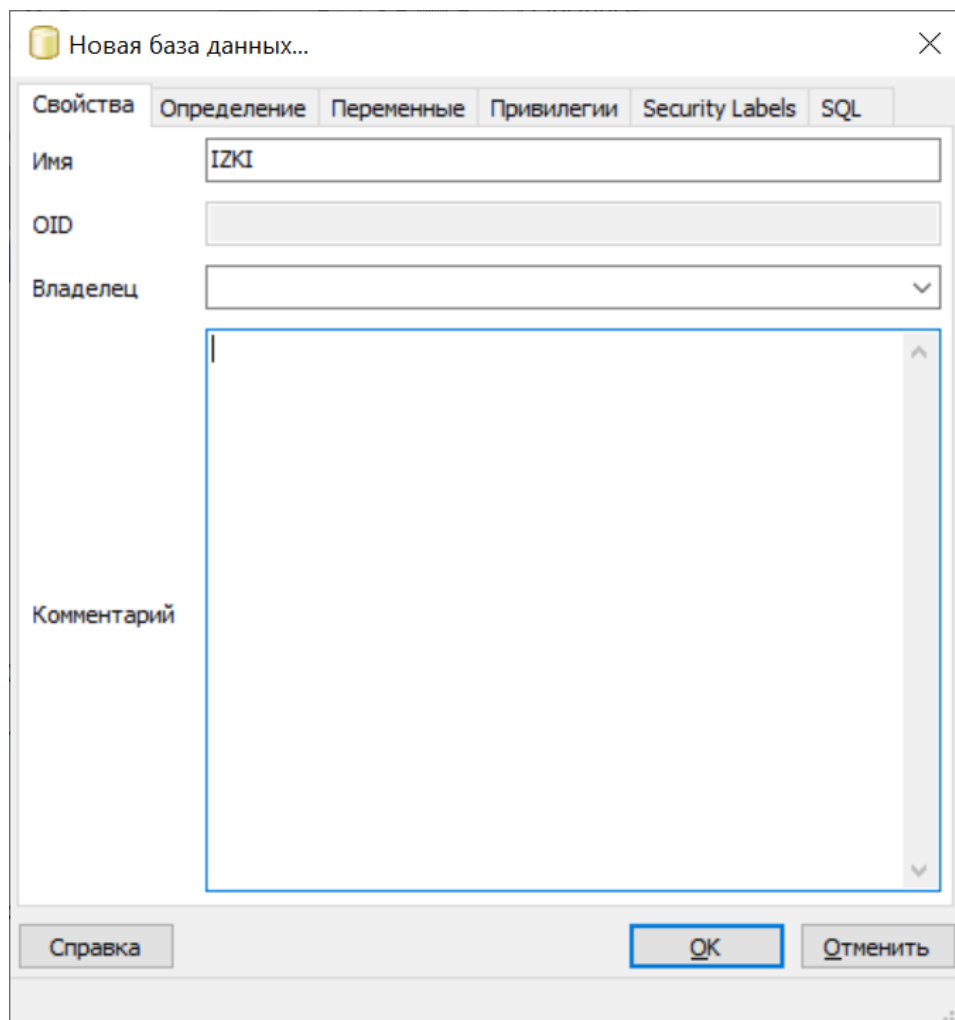 Новая база данных...
Свойства Определение Переменные Привилегии Security Labels SQL
Имя IZKI
OID
Владелец
Комментарий
Справка OK Отменить